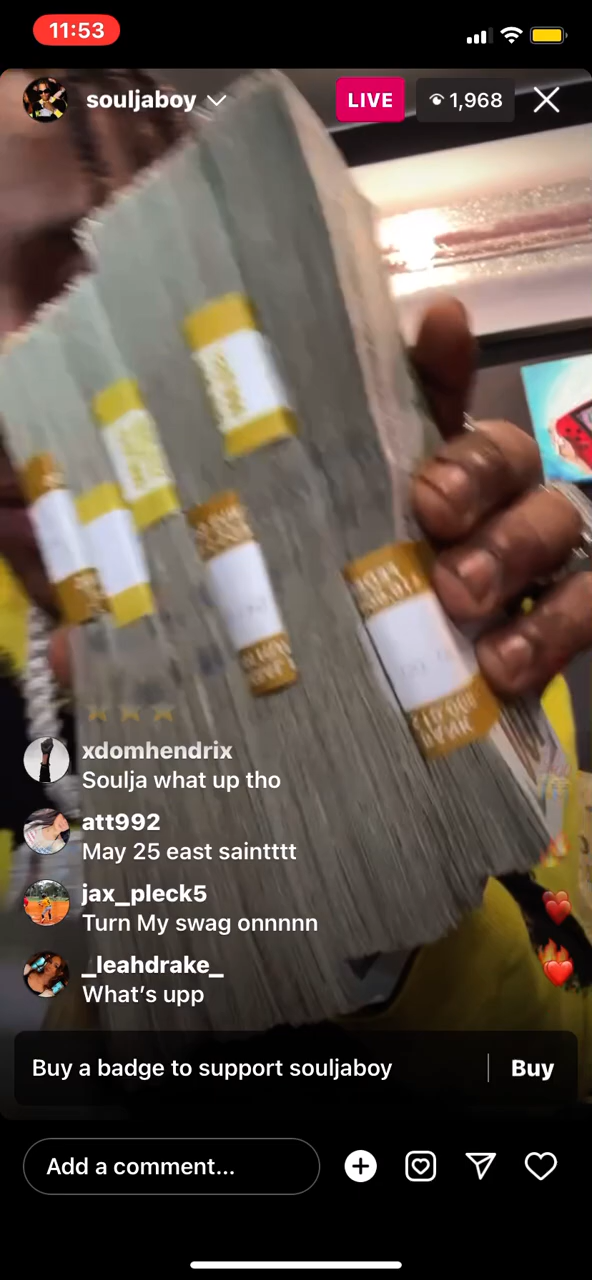 11:53
souljaboy
LIVE
1,968
xdomhendrix
Soulja what up tho
att992
May 25 east saintttt
jax_pleck5
Turn My swag onnnnn
_leahdrake_
What’s upp
Buy a badge to support souljaboy
Buy
Add a comment...